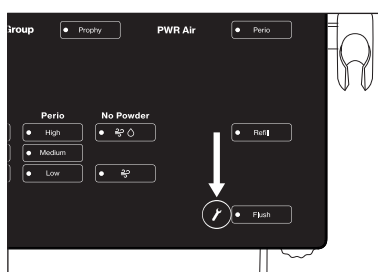 Group
Prophy
PWR Air
Perio
Perio
No Powder
High
Refill
Medium
Low
Flush